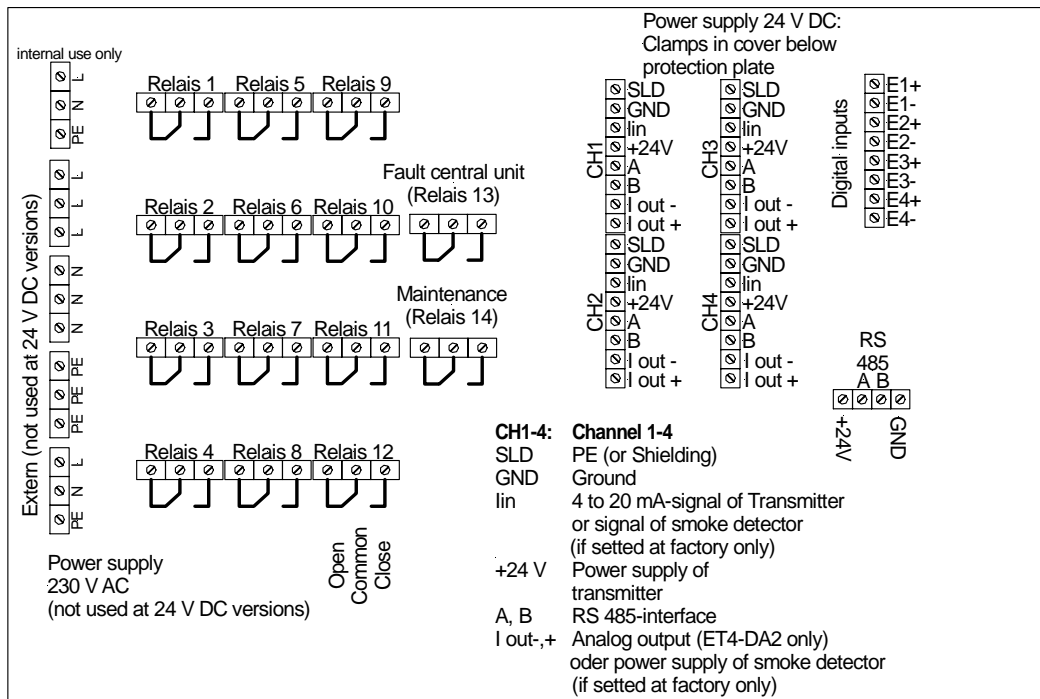 internal use only
L
N
PE
L
L
L
N
N
N
PE
PE
PE
L
N
PE
Extern (not used at 24 V DC versions)
Power supply
230 V AC
(not used at 24 V DC versions)
Relais 1 Relais 5 Relais 9
Relais 2 Relais 6 Relais 10
Fault central unit
(Relais 13)
Relais 3 Relais 7 Relais 11
Maintenance
(Relais 14)
Relais 4 Relais 8 Relais 12
Open
Common
Close
Power supply 24 V DC:
Clamps in cover below
protection plate
CH1
SLD
GND
Iin
+24V
A
B
I out -
I out +
CH2
SLD
GND
Iin
+24V
A
B
I out -
I out +
CH3
SLD
GND
Iin
+24V
A
B
I out -
I out +
CH4
SLD
GND
Iin
+24V
A
B
I out -
I out +
Digital inputs
E1+
E1-
E2+
E2-
E3+
E3-
E4+
E4-
RS
485
A B
+24V
GND
CH1-4: Channel 1-4
SLD PE (or Shielding)
GND Ground
Iin 4 to 20 mA-signal of Transmitter
or signal of smoke detector
(if setted at factory only)
+24 V Power supply of
transmitter
A, B RS 485-interface
I out-,+ Analog output (ET4-DA2 only)
oder power supply of smoke detector
(if setted at factory only)